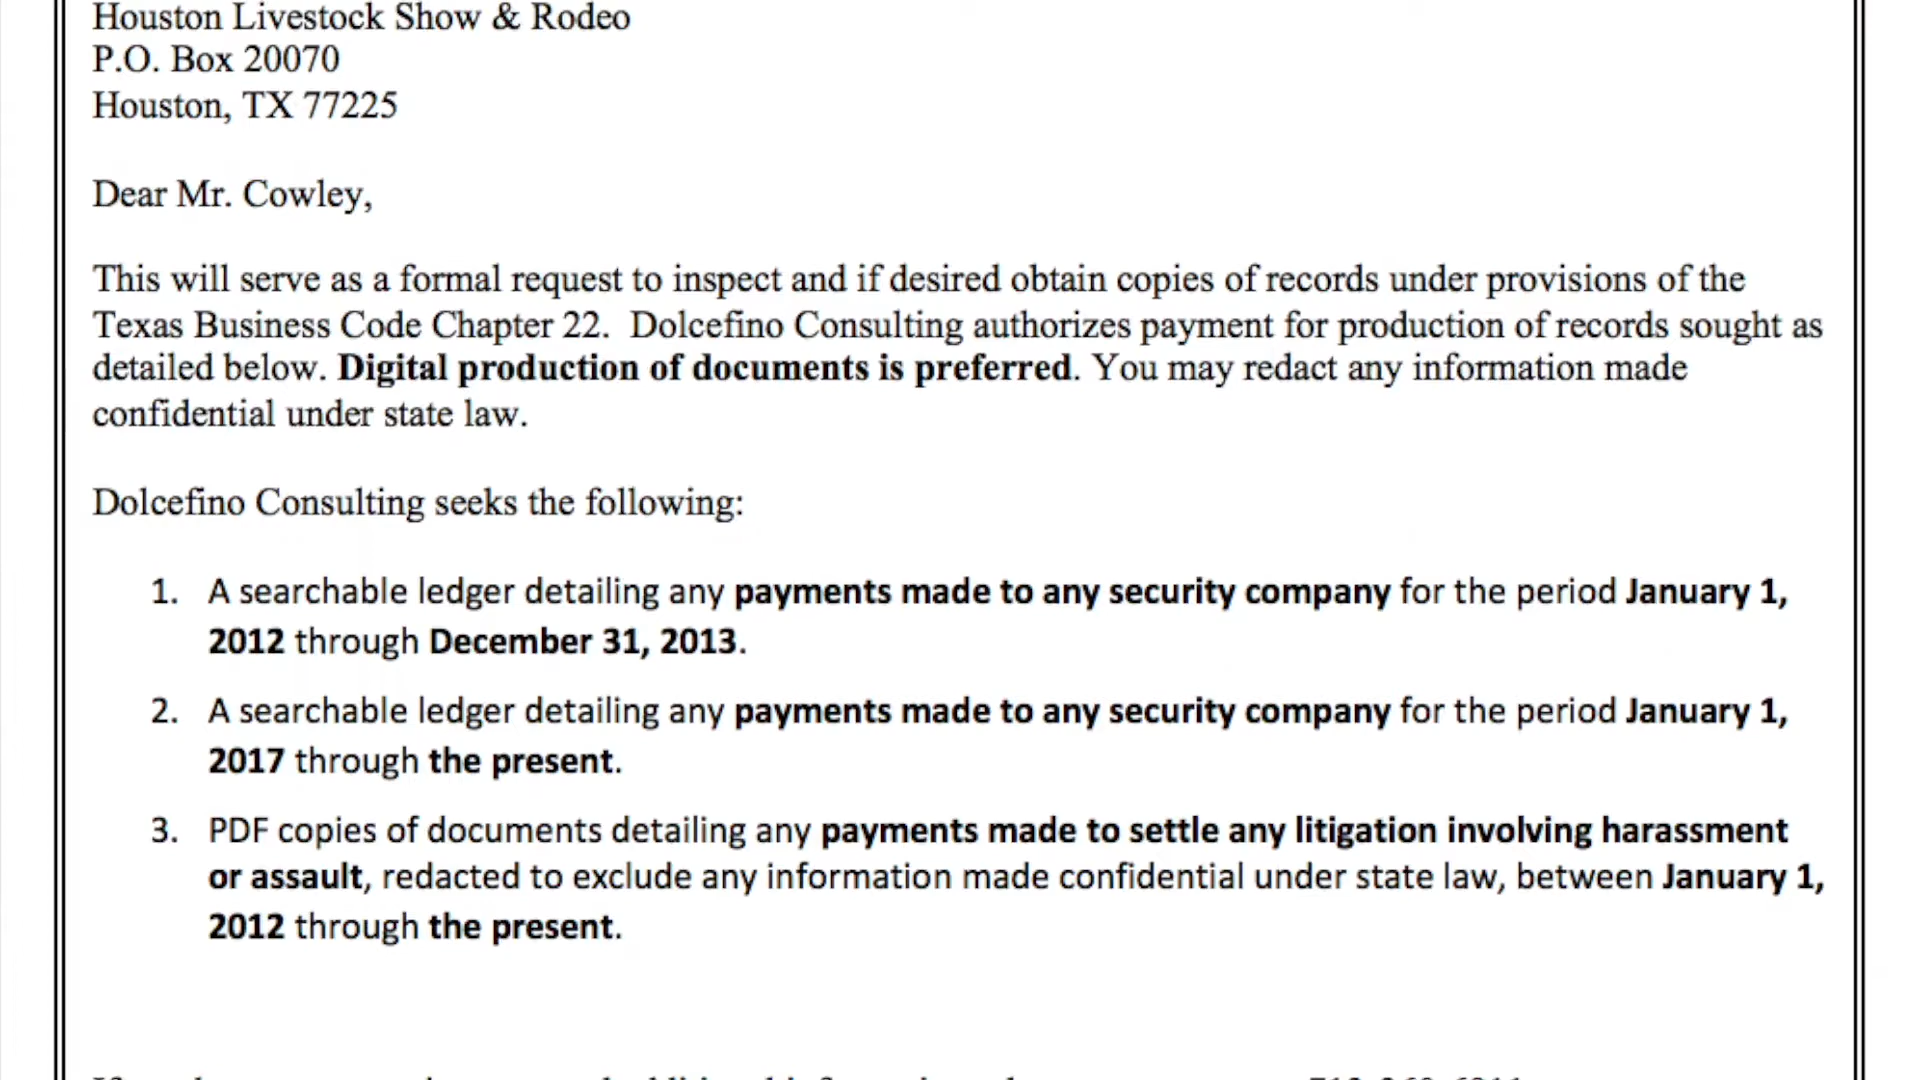 Houston Livestock Show & Rodeo
P.O. Box 20070
Houston, TX 77225
Dear Mr. Cowley,
This will serve as a formal request to inspect and if desired obtain copies of records under provisions of the
Texas Business Code Chapter 22. Dolcefino Consulting authorizes payment for production of records sought as
detailed below. Digital production of documents is preferred. You may redact any information made
confidential under state law.
Dolcefino Consulting seeks the following:
1. A searchable ledger detailing any payments made to any security company for the period January 1,
2012 through December 31, 2013.
2. A searchable ledger detailing any payments made to any security company for the period January 1,
2017 through the present.
3. PDF copies of documents detailing any payments made to settle any litigation involving harassment
or assault, redacted to exclude any information made confidential under state law, between January 1,
2012 through the present.